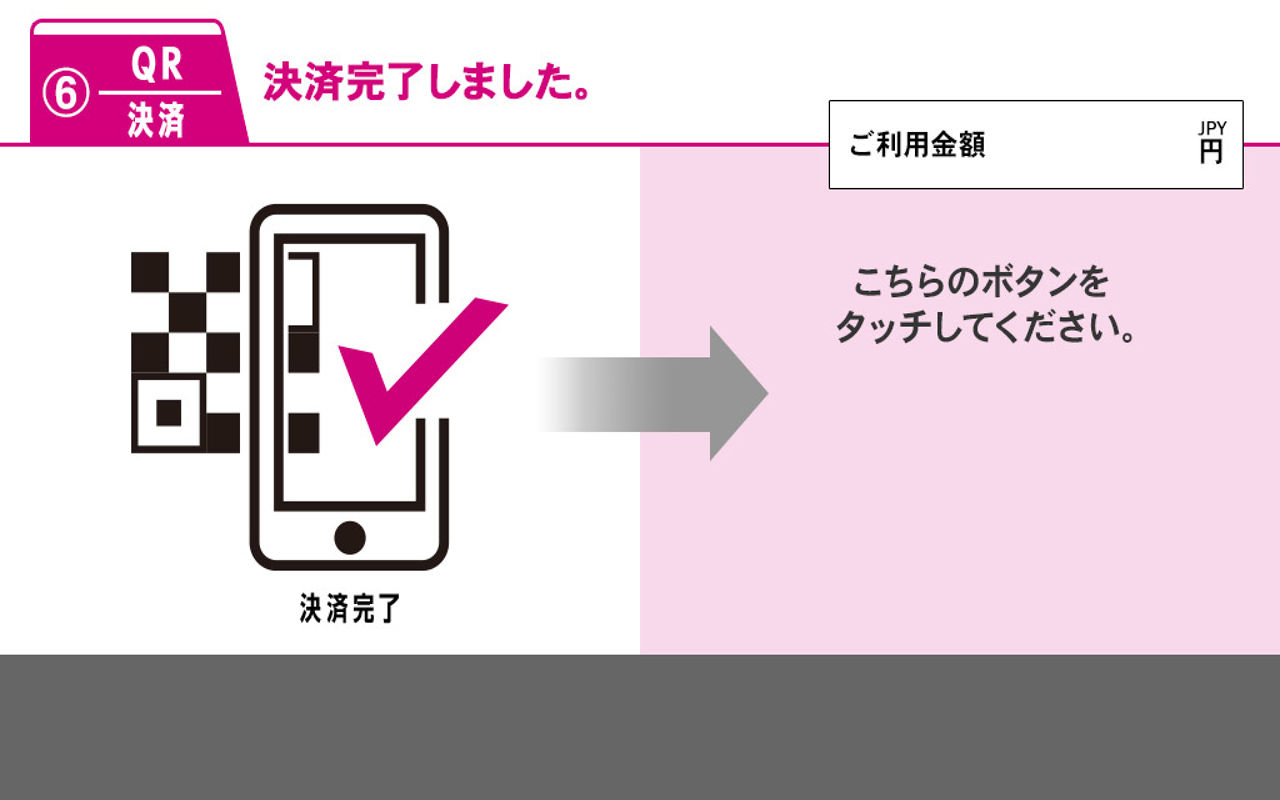 ⑥
QR
決済
決済完了しました。
ご利用金額
JPY
円
こちらのボタンを
タッチしてください。
決済完了